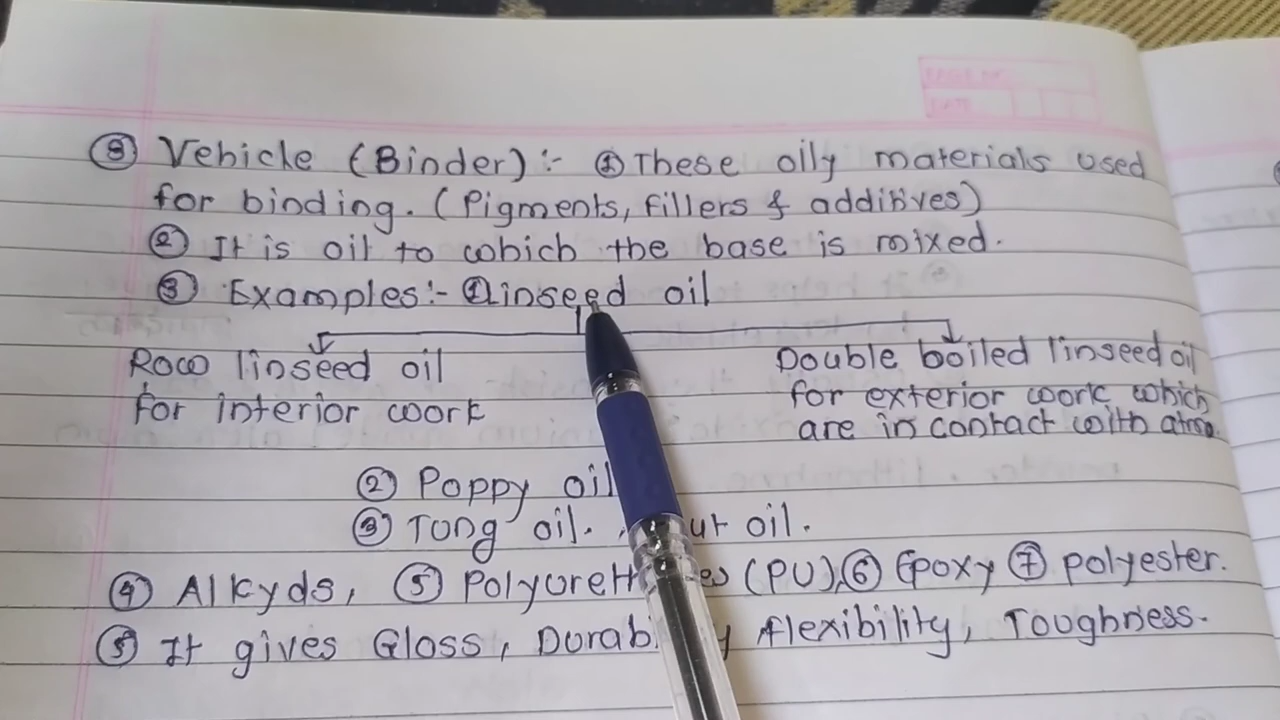 ③ Vehicle (Binder) :- ① These oily materials used
for binding. (Pigments, fillers & additives)
② It is oil to which the base is mixed.
③ Examples:- ① linseed oil
Raw linseed oil
for interior work
Double boiled linseed oil
for exterior work which
are in contact with atmo.
② Poppy oil
③ Tung oil. oil.
④ Alkyds, ⑤ (PU), ⑥ Epoxy ⑦ polyester.
⑤ It gives Gloss, flexibility, Toughness.